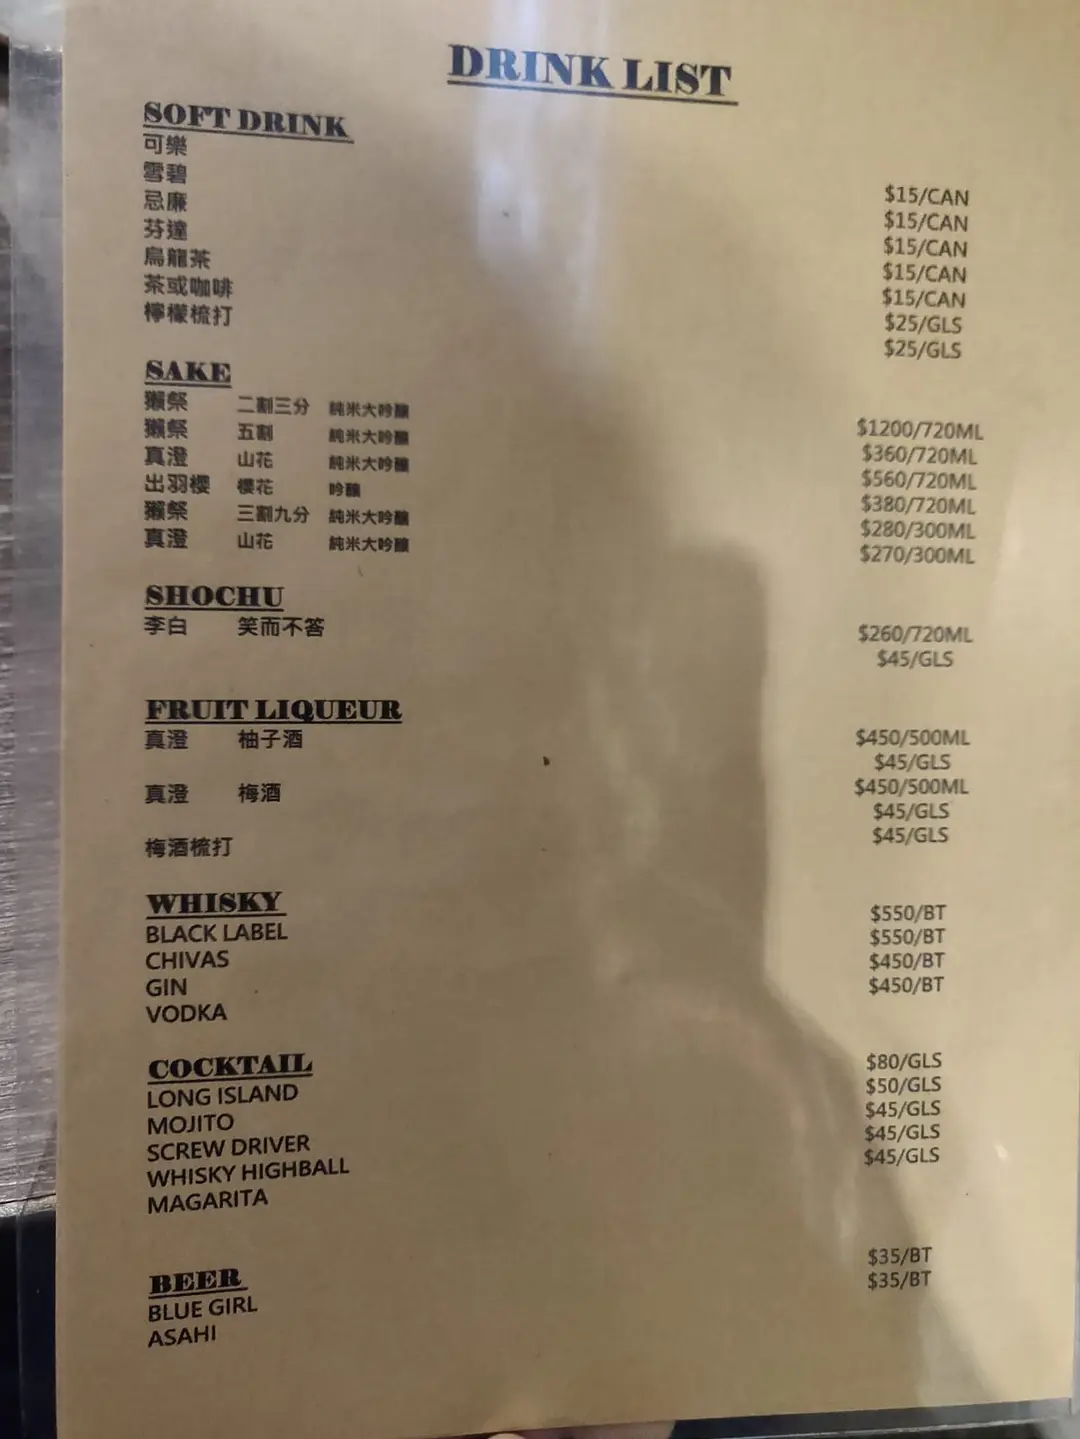 DRINK LIST
SOFT DRINK
可樂 $15/CAN
雪碧 $15/CAN
忌廉 $15/CAN
芬達 $15/CAN
烏龍茶 $15/CAN
茶或咖啡 $25/GLS
檸檬梳打 $25/GLS
SAKE
獺祭 二割三分 純米大吟釀 $1200/720ML
獺祭 五割 純米大吟釀 $360/720ML
真澄 山花 純米大吟釀 $560/720ML
出羽櫻 櫻花 吟釀 $380/720ML
獺祭 三割九分 純米大吟釀 $280/300ML
真澄 山花 純米大吟釀 $270/300ML
SHOCHU
李白 笑而不答 $260/720ML
$45/GLS
FRUIT LIQUEUR
真澄 柚子酒 $450/500ML
$45/GLS
真澄 梅酒 $450/500ML
$45/GLS
梅酒梳打 $45/GLS
WHISKY
BLACK LABEL $550/BT
CHIVAS $550/BT
GIN $450/BT
VODKA $450/BT
COCKTAIL
LONG ISLAND $80/GLS
MOJITO $50/GLS
SCREW DRIVER $45/GLS
WHISKY HIGHBALL $45/GLS
MAGARITA $45/GLS
BEER
BLUE GIRL $35/BT
ASAHI $35/BT